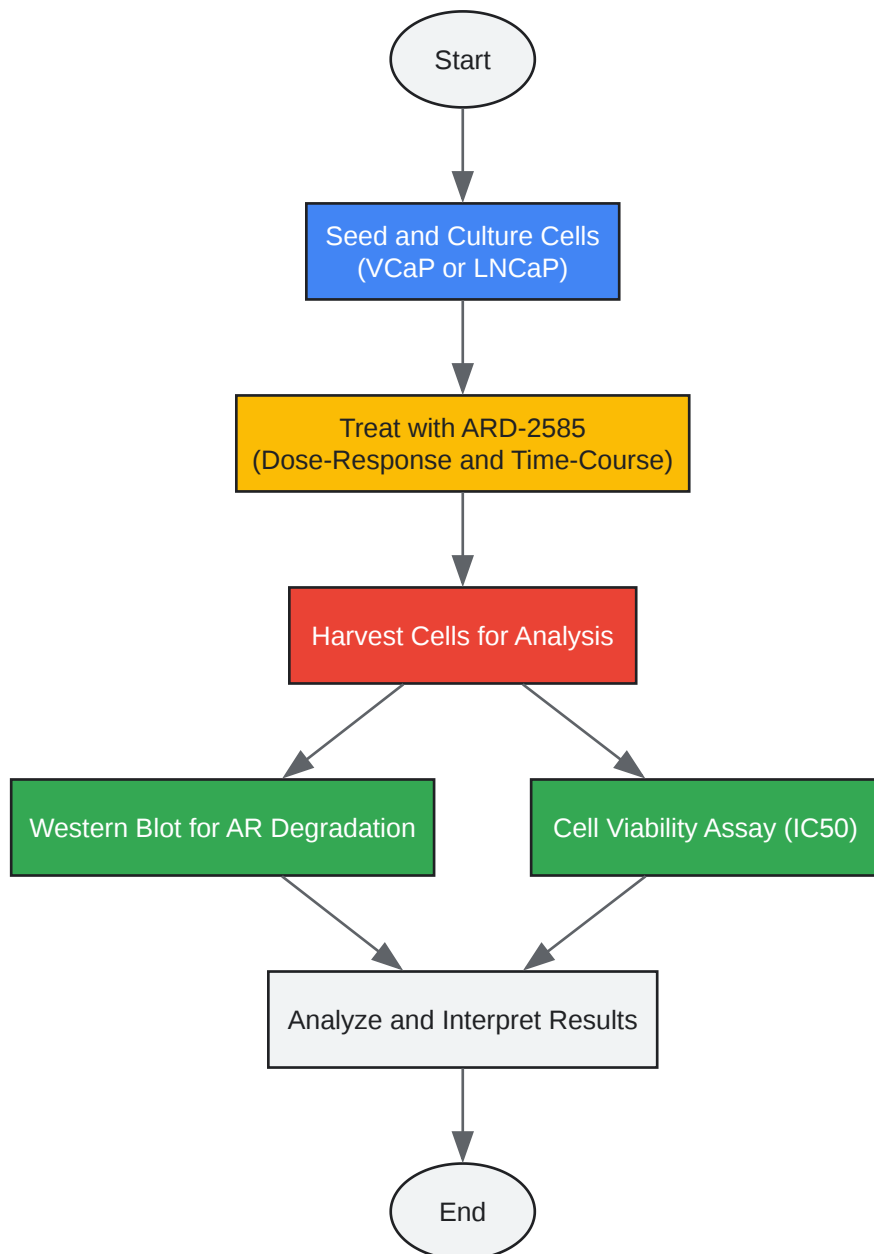 Start
Seed and Culture Cells
(VCaP or LNCaP)
Treat with ARD-2585
(Dose-Response and Time-Course)
Harvest Cells for Analysis
Western Blot for AR Degradation
Cell Viability Assay (IC50)
Analyze and Interpret Results
End